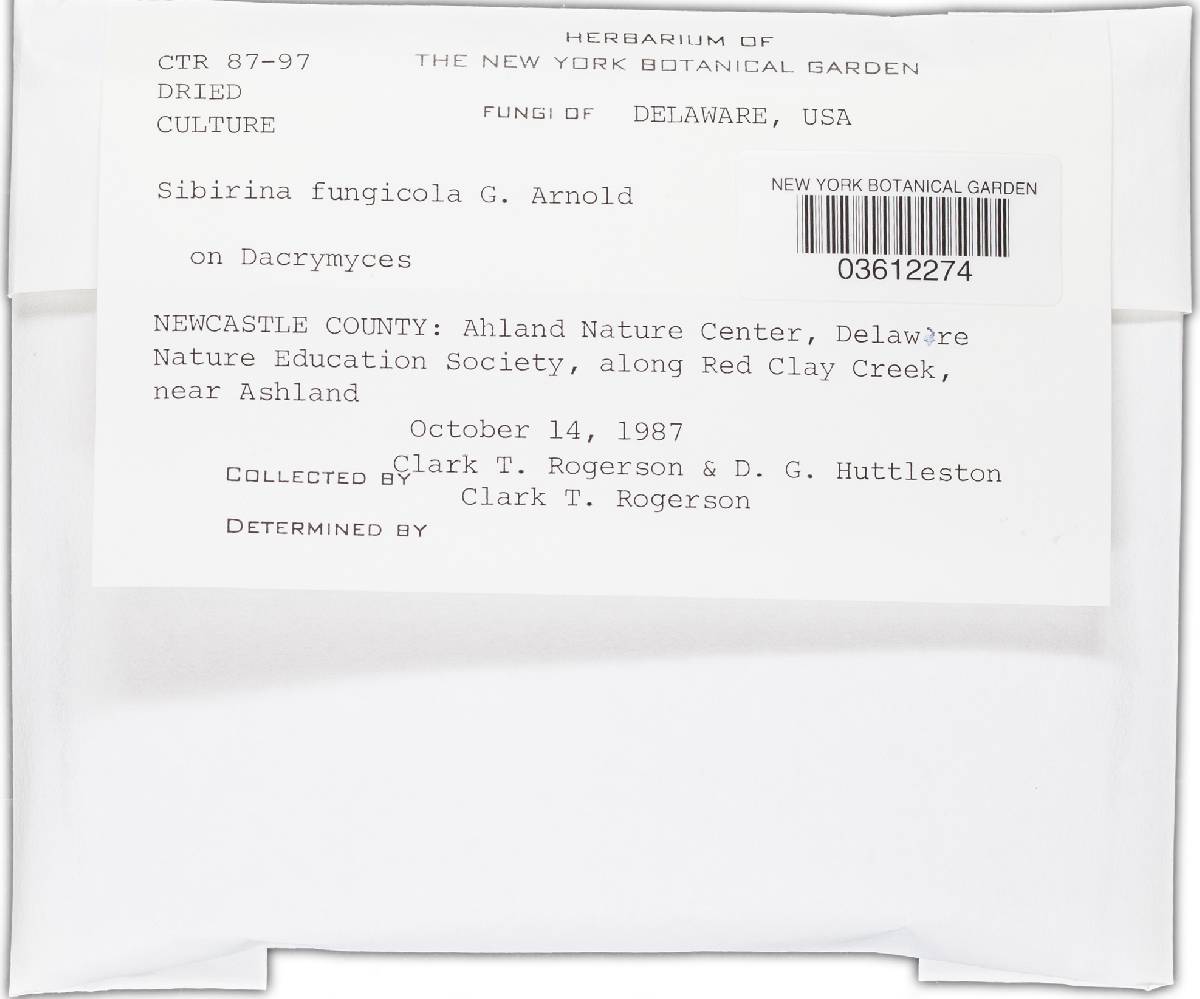 HERBARIUM OF
THE NEW YORK BOTANICAL GARDEN
CTR 87-97
DRIED
CULTURE
FUNGI OF DELAWARE, USA
Sibirina fungicola G. Arnold
NEW YORK BOTANICAL GARDEN
03612274
on Dacrymyces
NEWCASTLE COUNTY: Ahland Nature Center, Delaware
Nature Education Society, along Red Clay Creek,
near Ashland
October 14, 1987
COLLECTED BY Clark T. Rogerson & D. G. Huttleston
Clark T. Rogerson
DETERMINED BY